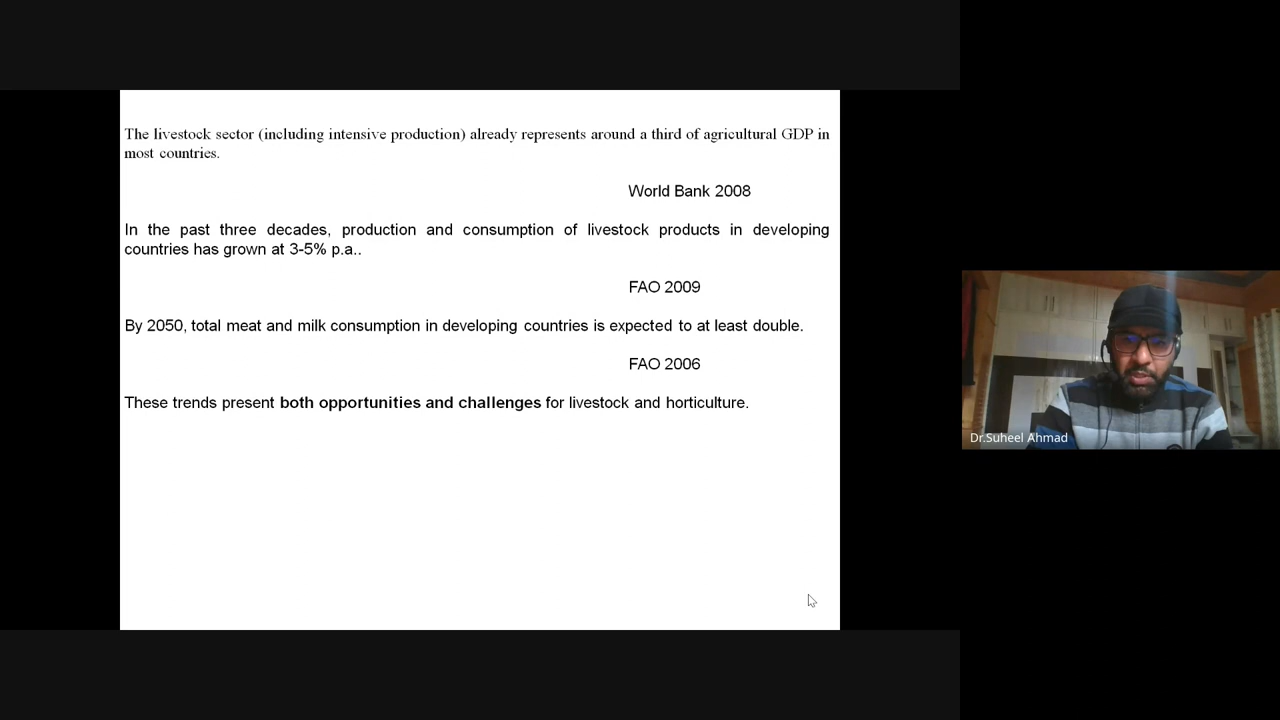 The livestock sector (including intensive production) already represents around a third of agricultural GDP in
most countries.
World Bank 2008
In the past three decades, production and consumption of livestock products in developing
countries has grown at 3-5% p.a..
FAO 2009
By 2050, total meat and milk consumption in developing countries is expected to at least double.
FAO 2006
These trends present both opportunities and challenges for livestock and horticulture.
Dr.Suheel Ahmad